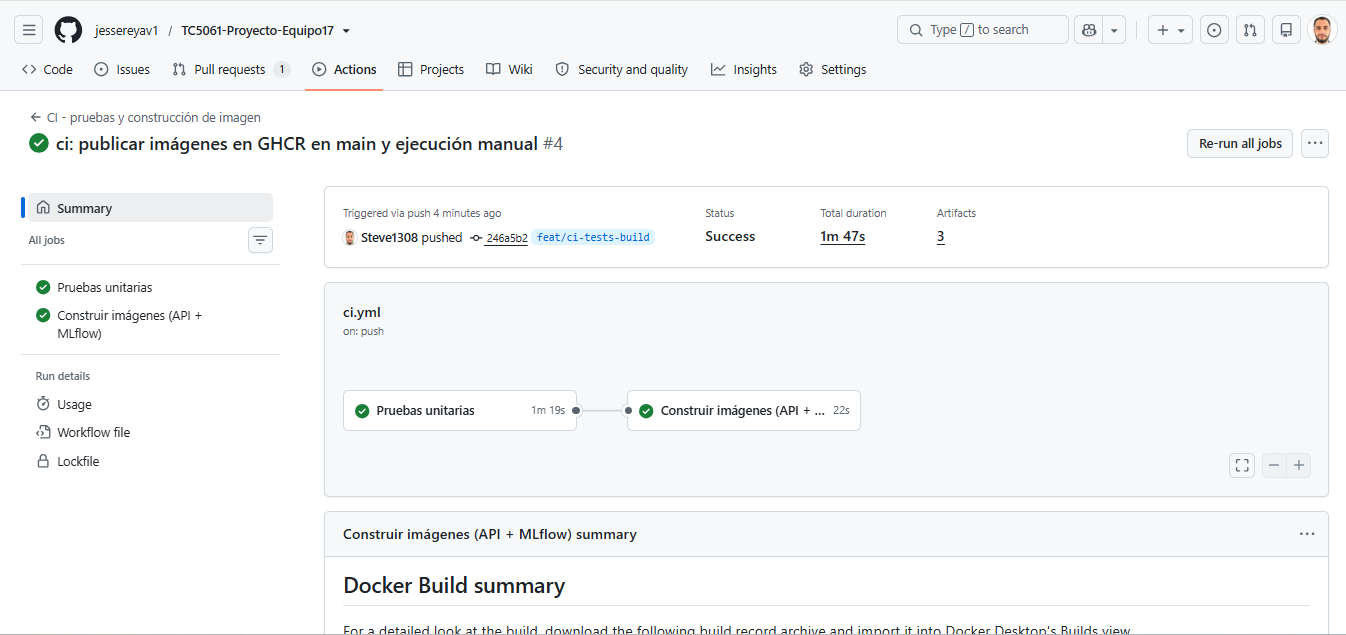 jessereyav1 / TC5061-Proyecto-Equipo17
Type / to search
Code Issues Pull requests 1 Actions Projects Wiki Security and quality Insights Settings
CI - pruebas y construcción de imagen
ci: publicar imágenes en GHCR en main y ejecución manual #4
Re-run all jobs
Summary
All jobs
Pruebas unitarias
Construir imágenes (API +
MLflow)
Run details
Usage
Workflow file
Lockfile
Triggered via push 4 minutes ago
Steve1308 pushed 246a5b2 feat/ci-tests-build
Status
Success
Total duration
1m 47s
Artifacts
3
ci.yml
on: push
Pruebas unitarias 1m 19s
Construir imágenes (API + ... 22s
Construir imágenes (API + MLflow) summary
Docker Build summary
For a detailed look at the build, download the following build record archive and import it into Docker Desktop's Builds view.